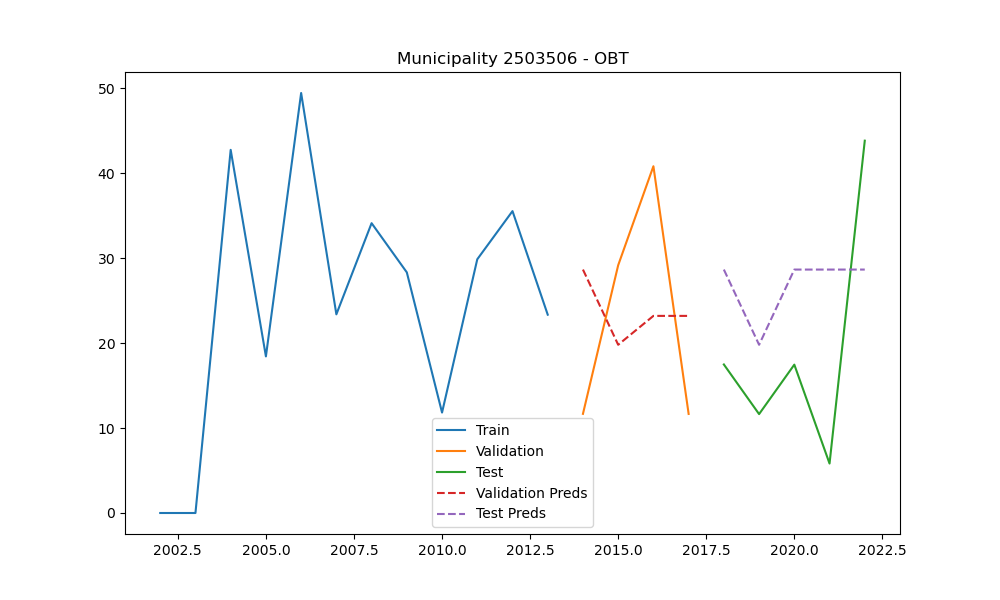 Municipality 2503506 - OBT
50
40
30
20
10
0
Train
Validation
Test
Validation Preds
Test Preds
2002.5 2005.0 2007.5 2010.0 2012.5 2015.0 2017.5 2020.0 2022.5